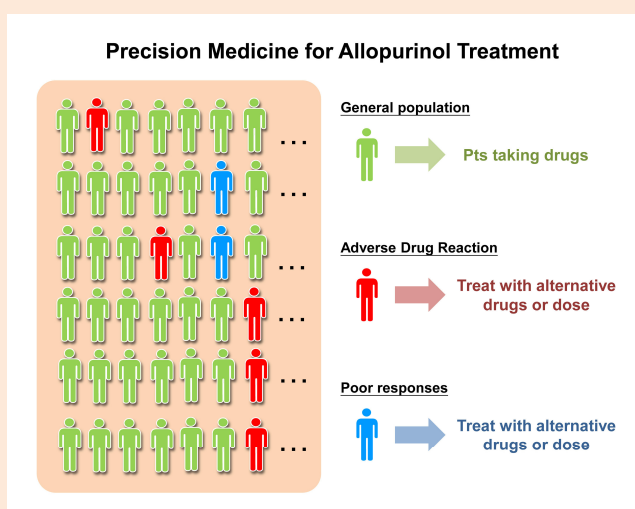 Precision Medicine for Allopurinol Treatment
General population
Pts taking drugs
Adverse Drug Reaction
Treat with alternative
drugs or dose
Poor responses
Treat with alternative
drugs or dose
...
...
...
...
...
...